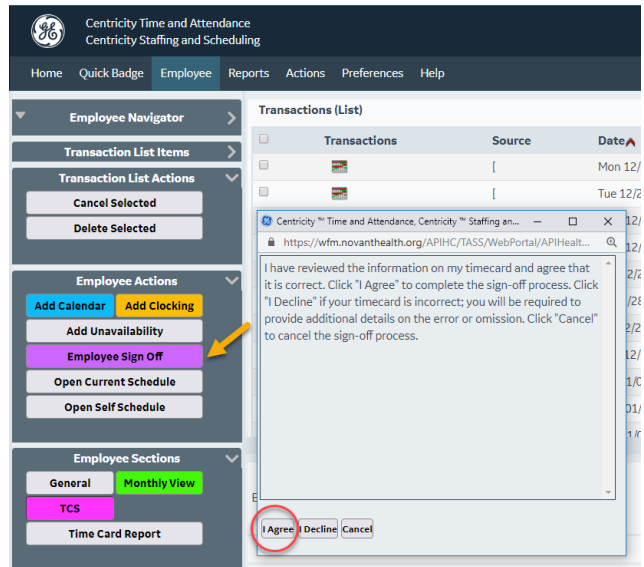 Centricity Time and Attendance
Centricity Staffing and Scheduling
Home Quick Badge Employee Reports Actions Preferences Help
Employee Navigator
Transaction List Items
Transaction List Actions
Cancel Selected
Delete Selected
Employee Actions
Add Calendar Add Clocking
Add Unavailability
Employee Sign Off
Open Current Schedule
Open Self Schedule
Employee Sections
General Monthly View
TCS
Time Card Report
Transactions (List)
Transactions Source Date
[ Mon 12/
[ Tue 12/2
Centricity ™ Time and Attendance, Centricity ™ Staffing an...
https://wfm.novanthealth.org/APIHC/TASS/WebPortal/APIHealt...
I have reviewed the information on my timecard and agree that
it is correct. Click "I Agree" to complete the sign-off process. Click
"I Decline" if your timecard is incorrect; you will be required to
provide additional details on the error or omission. Click "Cancel"
to cancel the sign-off process.
I Agree I Decline Cancel